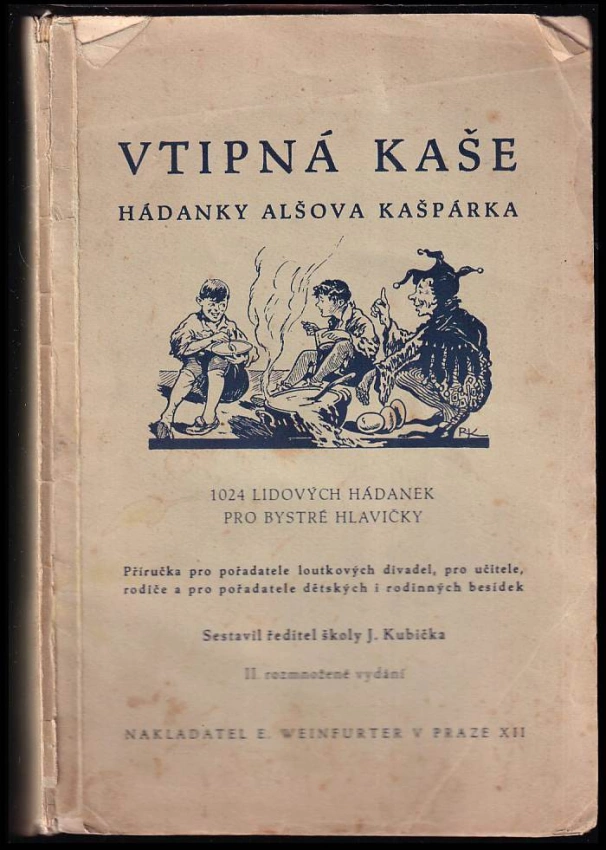 VTIPNÁ KAŠE
HÁDANKY ALŠOVA KAŠPÁRKA
RK
1024 LIDOVÝCH HÁDANEK
PRO BYSTRÉ HLAVIČKY
Příručka pro pořadatele loutkových divadel, pro učitele,
rodiče a pro pořadatele dětských i rodinných besídek
Sestavil ředitel školy J. Kubička
II. rozmnožené vydání
NAKLADATEL E. WEINFURTER V PRAZE XII